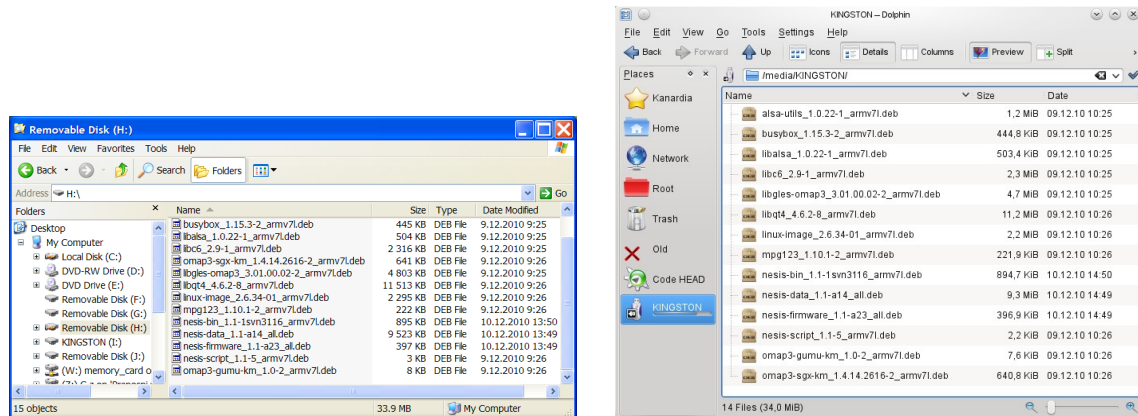 Removable Disk (H:)
File Edit View Favorites Tools Help
Back Search Folders
Address H:\ Go
Folders × Name Size Type Date Modified
Desktop
My Computer
Local Disk (C:)
DVD-RW Drive (D:)
DVD Drive (E:)
Removable Disk (F:)
Removable Disk (G:)
Removable Disk (H:)
KINGSTON (I:)
Removable Disk (J:)
(W:) memory_card o
busybox_1.15.3-2_armv7l.deb 445 KB DEB File 9.12.2010 9:25
libalsa_1.0.22-1_armv7l.deb 504 KB DEB File 9.12.2010 9:25
libc6_2.9-1_armv7l.deb 2 316 KB DEB File 9.12.2010 9:25
omap3-sgx-km_1.4.14.2616-2_armv7l.deb 641 KB DEB File 9.12.2010 9:26
libgles-omap3_3.01.00.02-2_armv7l.deb 4 803 KB DEB File 9.12.2010 9:25
libqt4_4.6.2-8_armv7l.deb 11 513 KB DEB File 9.12.2010 9:26
linux-image_2.6.34-01_armv7l.deb 2 295 KB DEB File 9.12.2010 9:26
mpg123_1.10.1-2_armv7l.deb 222 KB DEB File 9.12.2010 9:26
nesis-bin_1.1-1svn3116_armv7l.deb 895 KB DEB File 10.12.2010 13:50
nesis-data_1.1-a14_all.deb 9 523 KB DEB File 10.12.2010 13:49
nesis-firmware_1.1-a23_all.deb 397 KB DEB File 10.12.2010 13:49
nesis-script_1.1-5_armv7l.deb 3 KB DEB File 9.12.2010 9:26
omap3-gumu-km_1.0-2_armv7l.deb 8 KB DEB File 9.12.2010 9:26
15 objects 33.9 MB My Computer
KINGSTON – Dolphin
File Edit View Go Tools Settings Help
Back Forward Up Icons Details Columns Preview Split
Places /media/KINGSTON/
Kanardia
Home
Network
Root
Trash
Old
Code HEAD
KINGSTON
Name Size Date
alsa-utils_1.0.22-1_armv7l.deb 1,2 MiB 09.12.10 10:25
busybox_1.15.3-2_armv7l.deb 444,8 KiB 09.12.10 10:25
libalsa_1.0.22-1_armv7l.deb 503,4 KiB 09.12.10 10:25
libc6_2.9-1_armv7l.deb 2,3 MiB 09.12.10 10:25
libgles-omap3_3.01.00.02-2_armv7l.deb 4,7 MiB 09.12.10 10:25
libqt4_4.6.2-8_armv7l.deb 11,2 MiB 09.12.10 10:26
linux-image_2.6.34-01_armv7l.deb 2,2 MiB 09.12.10 10:26
mpg123_1.10.1-2_armv7l.deb 221,9 KiB 09.12.10 10:26
nesis-bin_1.1-1svn3116_armv7l.deb 894,7 KiB 10.12.10 14:50
nesis-data_1.1-a14_all.deb 9,3 MiB 10.12.10 14:49
nesis-firmware_1.1-a23_all.deb 396,9 KiB 10.12.10 14:49
nesis-script_1.1-5_armv7l.deb 2,2 KiB 09.12.10 10:26
omap3-gumu-km_1.0-2_armv7l.deb 7,6 KiB 09.12.10 10:26
omap3-sgx-km_1.4.14.2616-2_armv7l.deb 640,8 KiB 09.12.10 10:26
14 Files (34,0 MiB)